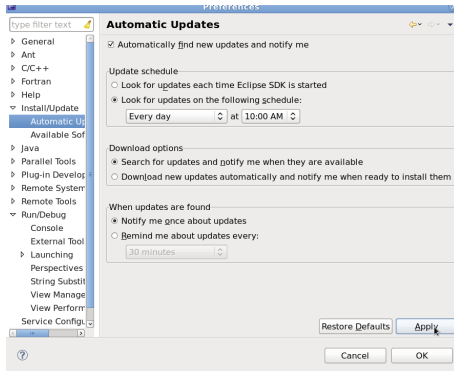 Preferences
type filter text
Automatic Updates
General
Ant
C/C++
Fortran
Help
Install/Update
Automatic Up
Available Sof
Java
Parallel Tools
Plug-in Develop
Remote System
Remote Tools
Run/Debug
Console
External Tool
Launching
Perspectives
String Substit
View Manage
View Perform
Service Configu
Automatically find new updates and notify me
Update schedule
Look for updates each time Eclipse SDK is started
Look for updates on the following schedule:
Every day at 10:00 AM
Download options
Search for updates and notify me when they are available
Download new updates automatically and notify me when ready to install them
When updates are found
Notify me once about updates
Remind me about updates every:
30 minutes
Restore Defaults Apply
? Cancel OK